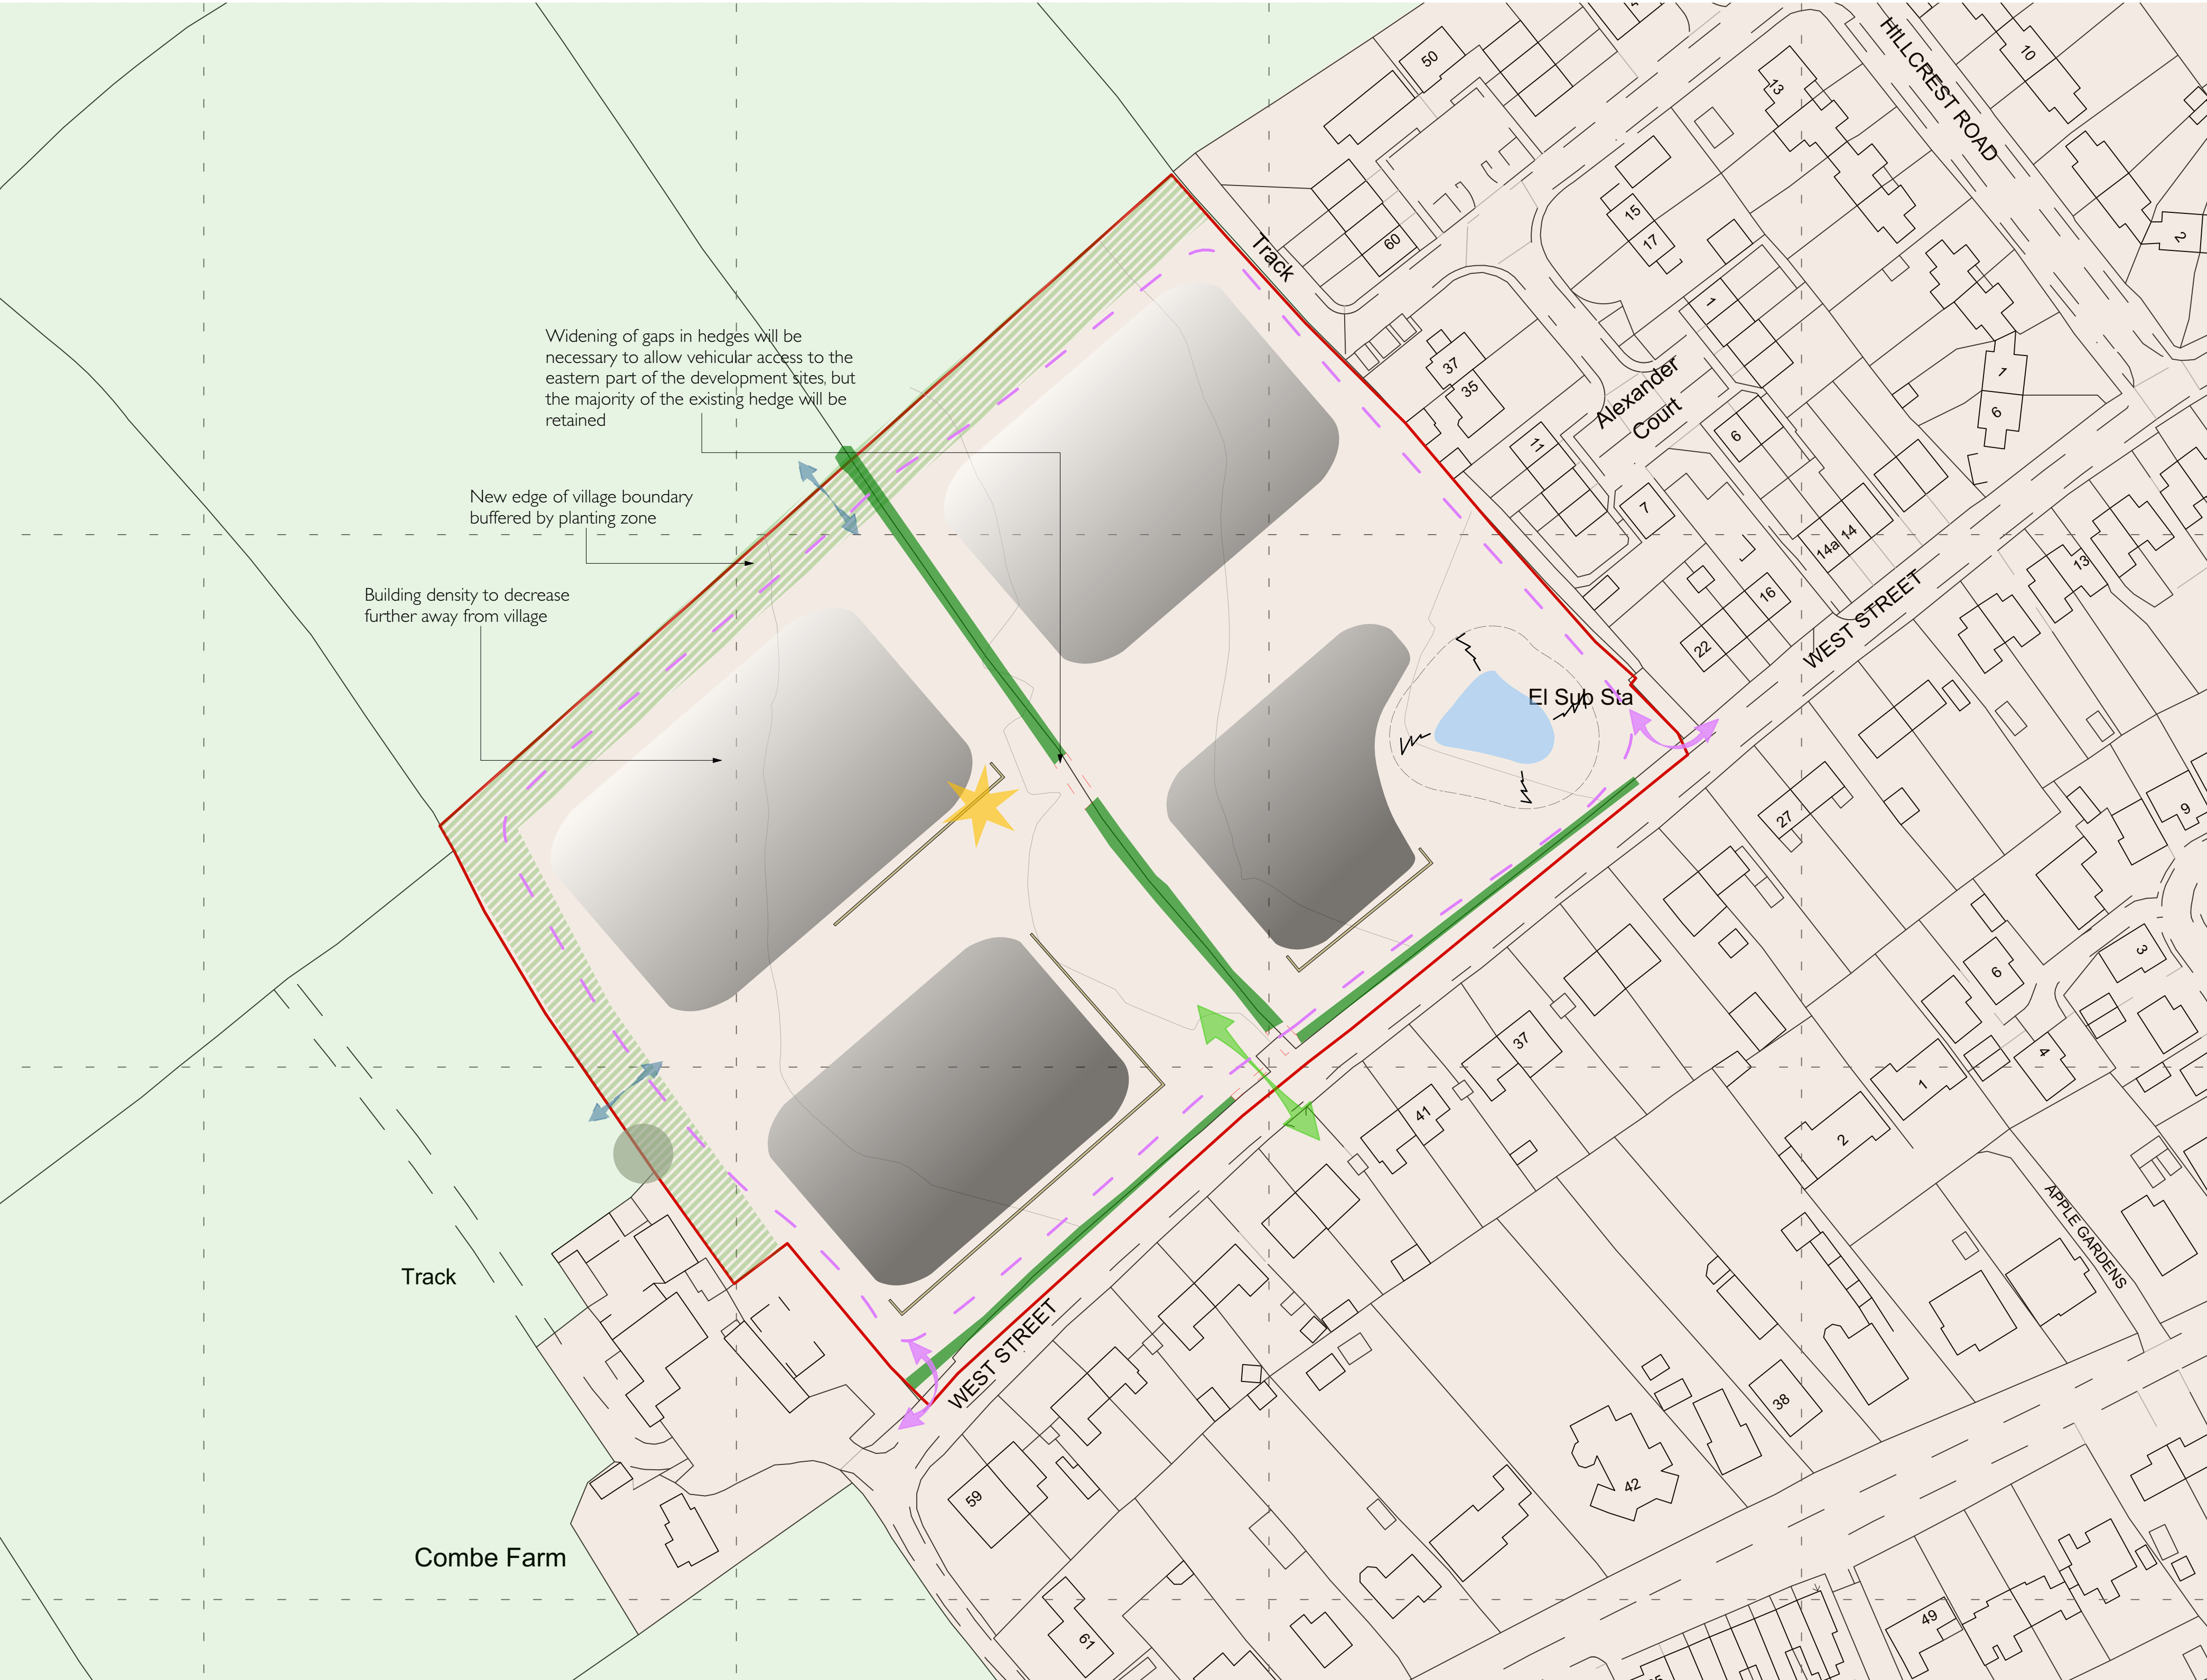 50
13
10
HILLCREST ROAD
15
17
60
2
Track
1
Widening of gaps in hedges will be
necessary to allow vehicular access to the
eastern part of the development sites, but
the majority of the existing hedge will be
retained
37
35
Alexander
Court
1
6
11
6
New edge of village boundary
buffered by planting zone
7
14a
14
13
Building density to decrease
further away from village
16
22
WEST STREET
El Sub Sta
27
9
3
6
37
4
41
1
2
APPLE GARDENS
Track
WEST STREET
38
42
59
Combe Farm
49
61